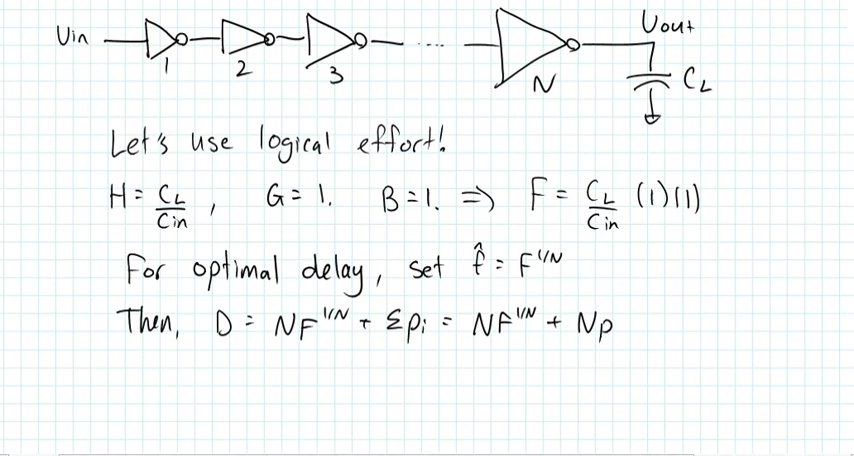 Vin
1 2 3 .... N
Vout
CL
Let's use logical effort!
H = CL/Cin , G = 1. B = 1. ⇒ F = CL/Cin (1)(1)
For optimal delay, set f̂ = F^1/N
Then, D = NF^1/N + Σpi = NF^1/N + Np